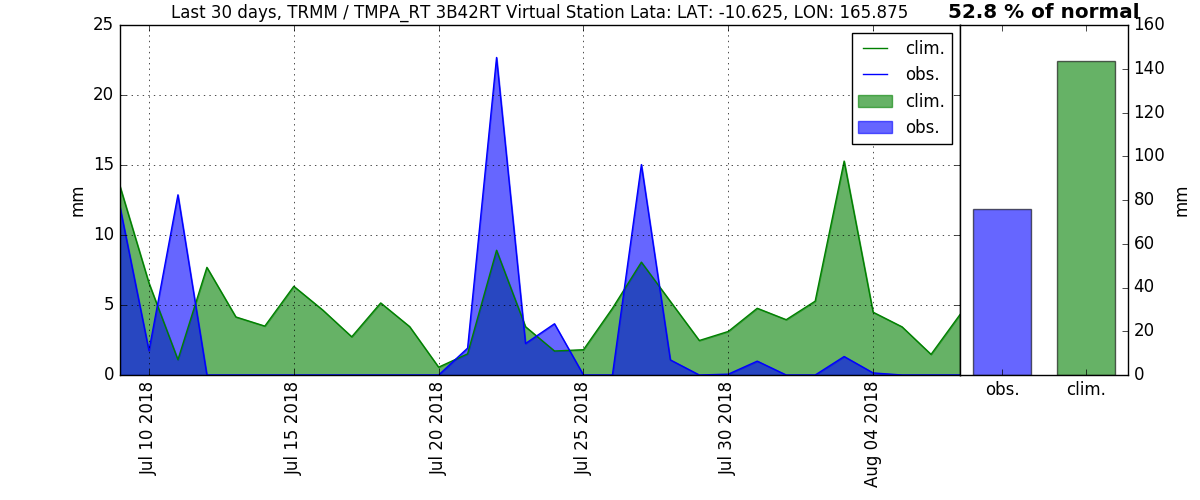 Last 30 days, TRMM / TMPA_RT 3B42RT Virtual Station Lata: LAT: -10.625, LON: 165.875
52.8 % of normal
25
20
15
10
5
0
mm
clim.
obs.
clim.
obs.
160
140
120
100
80
60
40
20
0
mm
Jul 10 2018
Jul 15 2018
Jul 20 2018
Jul 25 2018
Jul 30 2018
Aug 04 2018
obs.
clim.